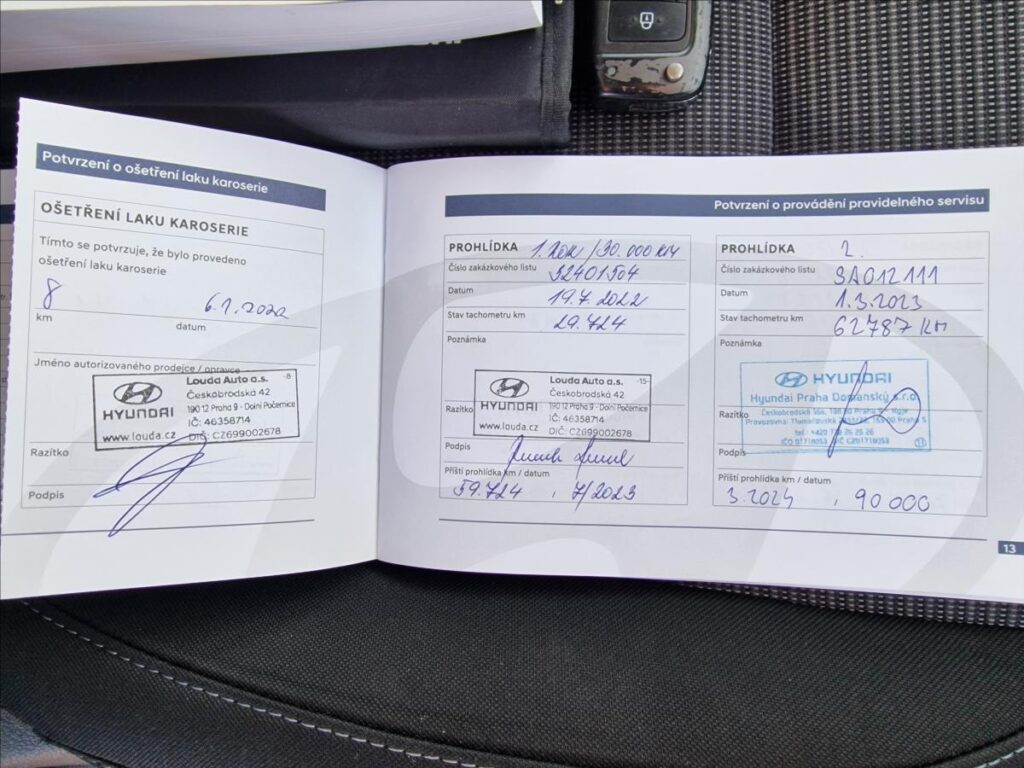 Potvrzení o ošetření laku karoserie
OŠETŘENÍ LAKU KAROSERIE
Tímto se potvrzuje, že bylo provedeno
ošetření laku karoserie
8 6.7.2022
km datum
Jméno autorizovaného prodejce / opravce
HYUNDAI
www.louda.cz
Louda Auto a.s. -8-
Českobrodská 42
190 12 Praha 9 - Dolní Počernice
IČ: 46358714
DIČ: CZ699002678
Razítko
Podpis
Potvrzení o provádění pravidelného servisu
PROHLÍDKA 1. ROK / 30.000 KM
Číslo zakázkového listu 32401504
Datum 19.7.2022
Stav tachometru km 29.724
Poznámka
HYUNDAI
www.louda.cz
Louda Auto a.s. -15-
Českobrodská 42
190 12 Praha 9 - Dolní Počernice
IČ: 46358714
DIČ: CZ699002678
Razítko
Podpis
Příští prohlídka km / datum
59.724 , 7/2023
PROHLÍDKA 2.
Číslo zakázkového listu 3A012111
Datum 1.3.2023
Stav tachometru km 62787 KM
Poznámka
HYUNDAI
Hyundai Praha Domanský s.r.o.
Razítko
Podpis
Příští prohlídka km / datum
3.2024 , 90 000
13